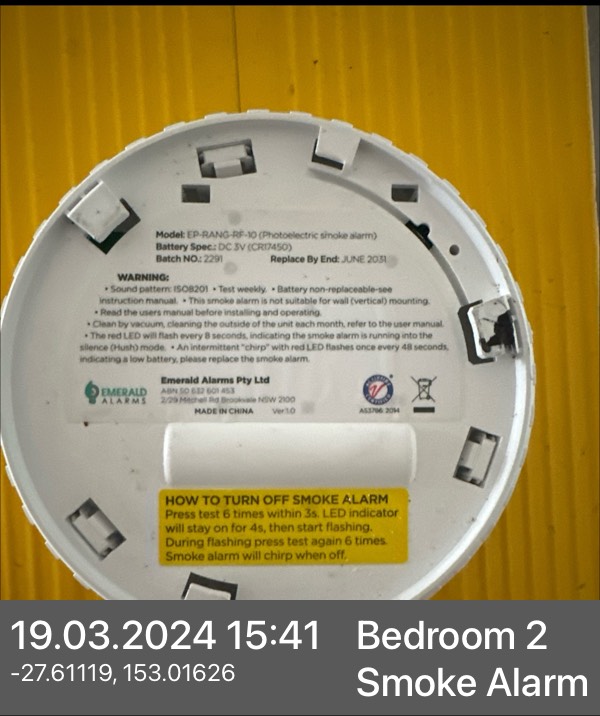 Model: EP-RANG-RF-10 (Photoelectric smoke alarm)
Battery Spec.: DC 3V (CR17450)
Batch NO.: 2291 Replace By End: JUNE 2031
WARNING:
• Sound pattern: ISO8201 • Test weekly. • Battery non-replaceable-see
instruction manual. • This smoke alarm is not suitable for wall (vertical) mounting.
• Read the users manual before installing and operating.
• Clean by vacuum, cleaning the outside of the unit each month, refer to the user manual.
• The red LED will flash every 8 seconds, indicating the smoke alarm is running into the
silence (Hush) mode. • An intermittent "chirp" with red LED flashes once every 48 seconds,
indicating a low battery, please replace the smoke alarm.
EMERALD
ALARMS
Emerald Alarms Pty Ltd
ABN 50 632 601 453
2/29 Mitchell Rd Brookvale NSW 2100
MADE IN CHINA Ver1.0
AS3786: 2014
HOW TO TURN OFF SMOKE ALARM
Press test 6 times within 3s. LED indicator
will stay on for 4s, then start flashing.
During flashing press test again 6 times.
Smoke alarm will chirp when off.
19.03.2024 15:41
-27.61119, 153.01626
Bedroom 2
Smoke Alarm